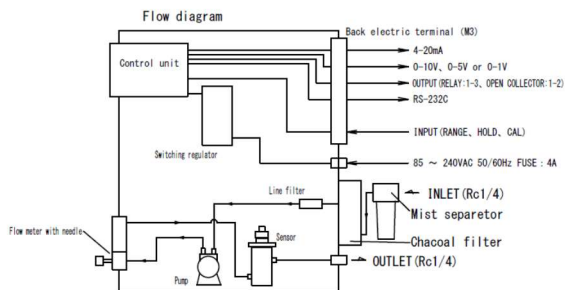 Flow diagram
Back electric terminal (M3)
Control unit
4-20mA
0-10V、0-5V or 0-1V
OUTPUT(RELAY:1-3、OPEN COLLECTOR:1-2)
RS-232C
INPUT(RANGE、HOLD、CAL)
Switching regulator
85 ～ 240VAC 50/60Hz FUSE：4A
Line filter
INLET(Rc1/4)
Mist separetor
Flow meter with needle
Sensor
Chacoal filter
OUTLET(Rc1/4)
Pump